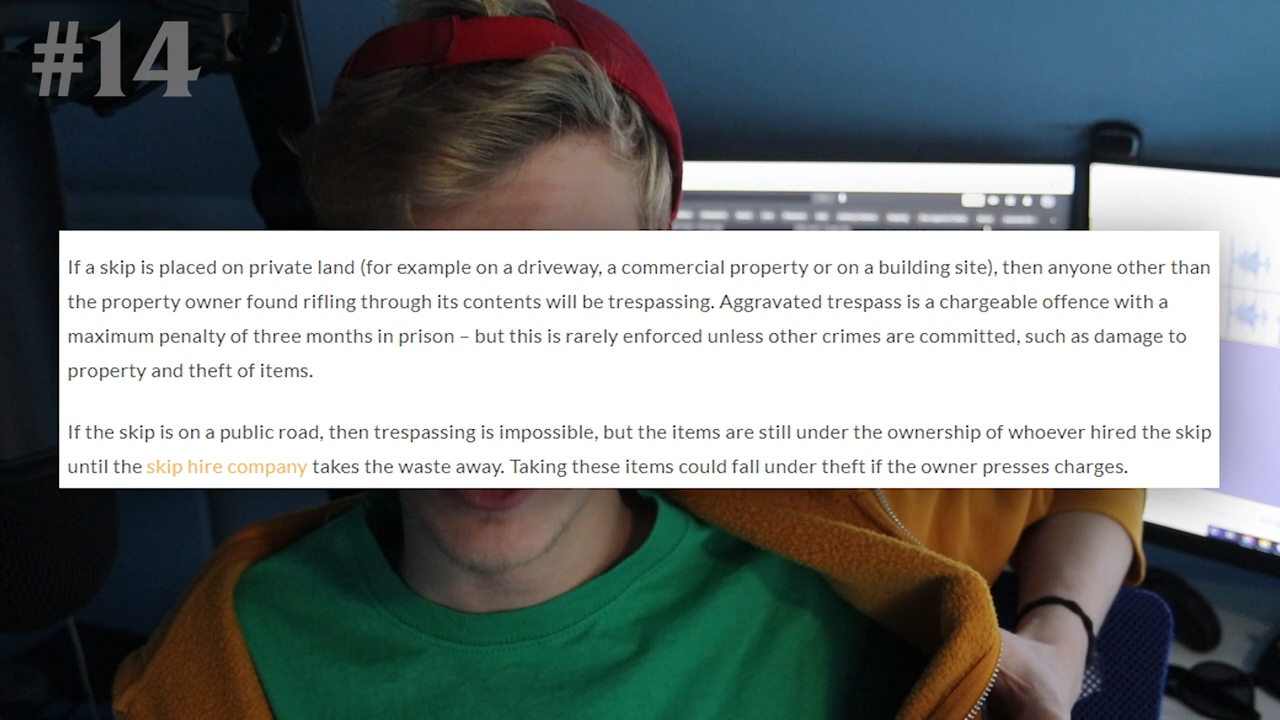 #14
If a skip is placed on private land (for example on a driveway, a commercial property or on a building site), then anyone other than
the property owner found rifling through its contents will be trespassing. Aggravated trespass is a chargeable offence with a
maximum penalty of three months in prison – but this is rarely enforced unless other crimes are committed, such as damage to
property and theft of items.
If the skip is on a public road, then trespassing is impossible, but the items are still under the ownership of whoever hired the skip
until the skip hire company takes the waste away. Taking these items could fall under theft if the owner presses charges.